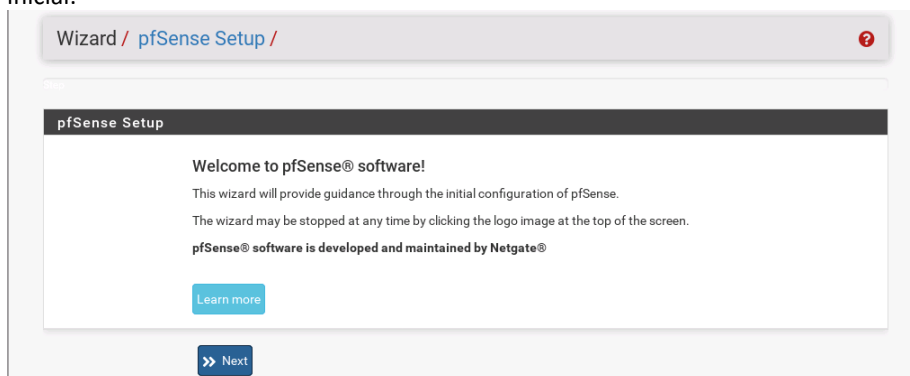 inicial.
Wizard / pfSense Setup /
pfSense Setup
Welcome to pfSense® software!
This wizard will provide guidance through the initial configuration of pfSense.
The wizard may be stopped at any time by clicking the logo image at the top of the screen.
pfSense® software is developed and maintained by Netgate®
Learn more
Next